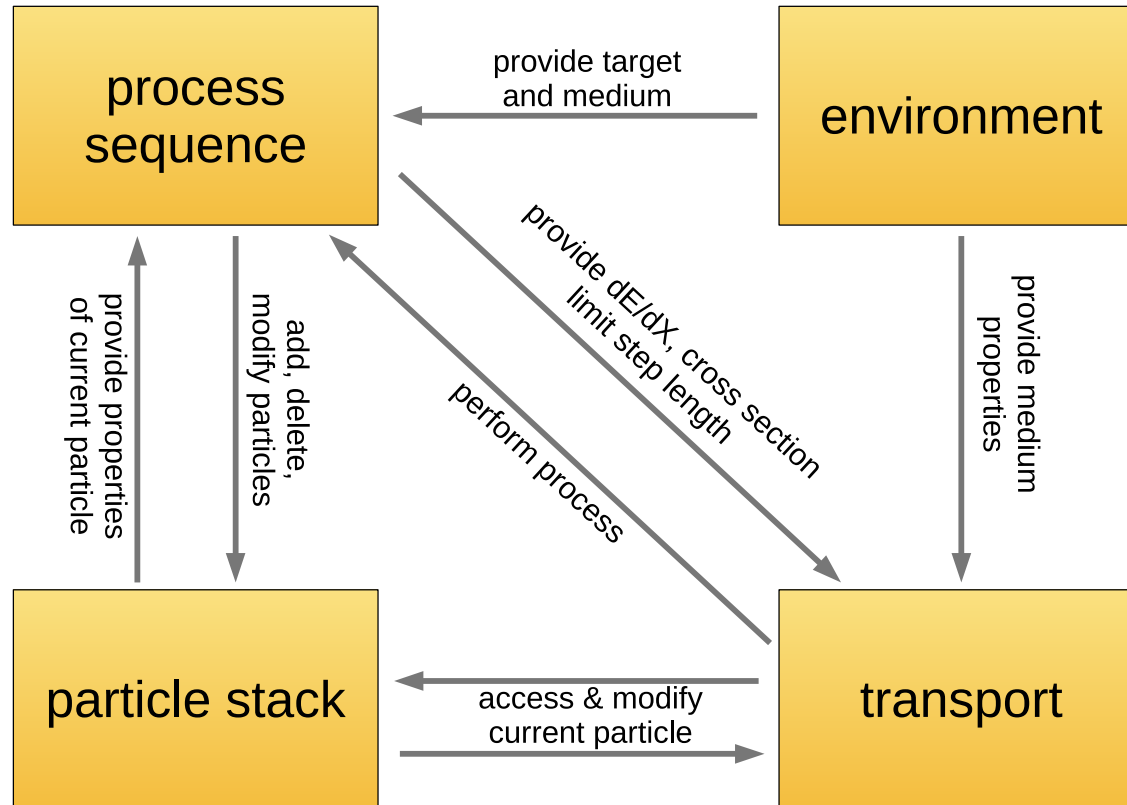 process
sequence
provide target
and medium
environment
provide dE/dX, cross section
limit step length
perform process
provide properties
of current particle
add, delete,
modify particles
provide medium
properties
particle stack
access & modify
current particle
transport